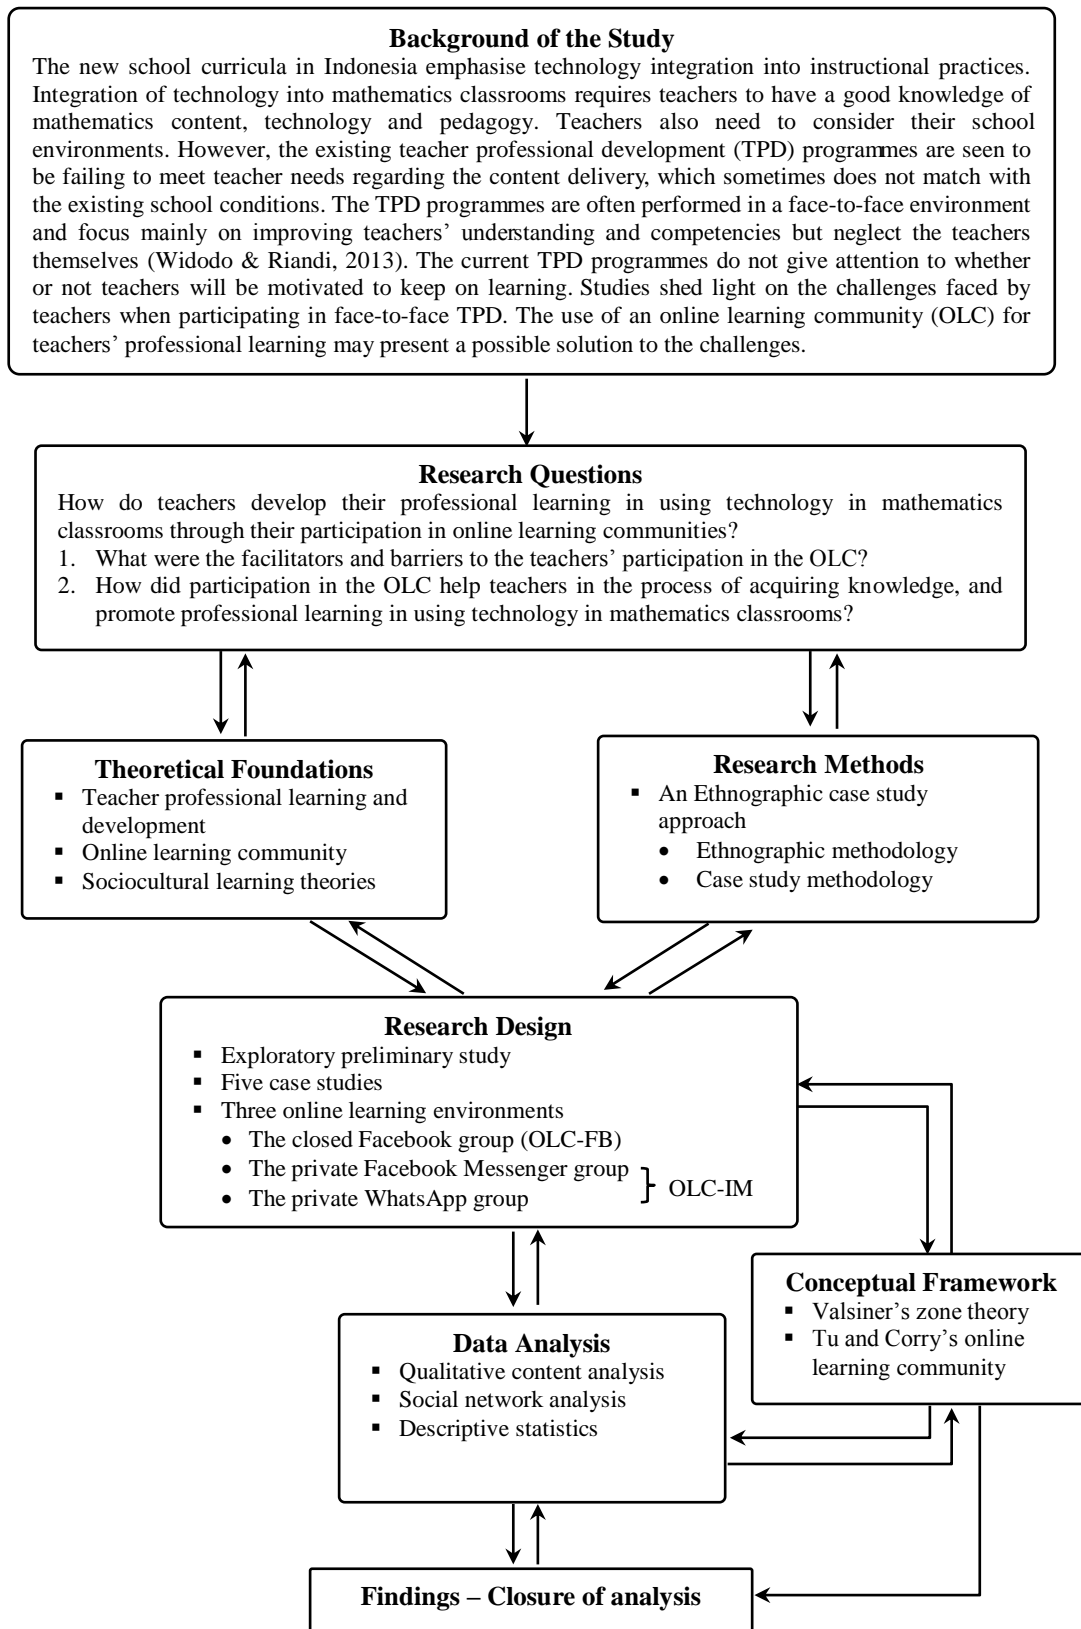 Background of the Study
The new school curricula in Indonesia emphasise technology integration into instructional practices.
Integration of technology into mathematics classrooms requires teachers to have a good knowledge of
mathematics content, technology and pedagogy. Teachers also need to consider their school
environments. However, the existing teacher professional development (TPD) programmes are seen to
be failing to meet teacher needs regarding the content delivery, which sometimes does not match with
the existing school conditions. The TPD programmes are often performed in a face-to-face environment
and focus mainly on improving teachers’ understanding and competencies but neglect the teachers
themselves (Widodo & Riandi, 2013). The current TPD programmes do not give attention to whether
or not teachers will be motivated to keep on learning. Studies shed light on the challenges faced by
teachers when participating in face-to-face TPD. The use of an online learning community (OLC) for
teachers’ professional learning may present a possible solution to the challenges.
Research Questions
How do teachers develop their professional learning in using technology in mathematics
classrooms through their participation in online learning communities?
1. What were the facilitators and barriers to the teachers’ participation in the OLC?
2. How did participation in the OLC help teachers in the process of acquiring knowledge, and
promote professional learning in using technology in mathematics classrooms?
Theoretical Foundations
▪ Teacher professional learning and
development
▪ Online learning community
▪ Sociocultural learning theories
Research Methods
▪ An Ethnographic case study
approach
• Ethnographic methodology
• Case study methodology
Research Design
▪ Exploratory preliminary study
▪ Five case studies
▪ Three online learning environments
• The closed Facebook group (OLC-FB)
• The private Facebook Messenger group
• The private WhatsApp group
OLC-IM
Conceptual Framework
▪ Valsiner’s zone theory
▪ Tu and Corry’s online
learning community
Data Analysis
▪ Qualitative content analysis
▪ Social network analysis
▪ Descriptive statistics
Findings – Closure of analysis